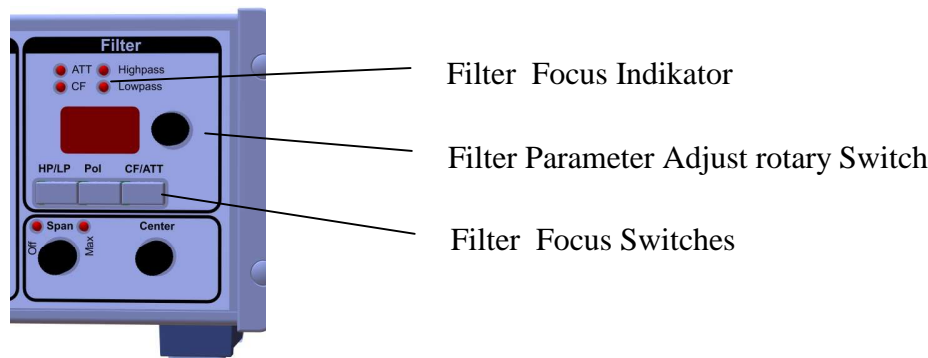 Filter
ATT Highpass
CF Lowpass
HP/LP Pol CF/ATT
Span Center
Off Max
Filter Focus Indikator
Filter Parameter Adjust rotary Switch
Filter Focus Switches